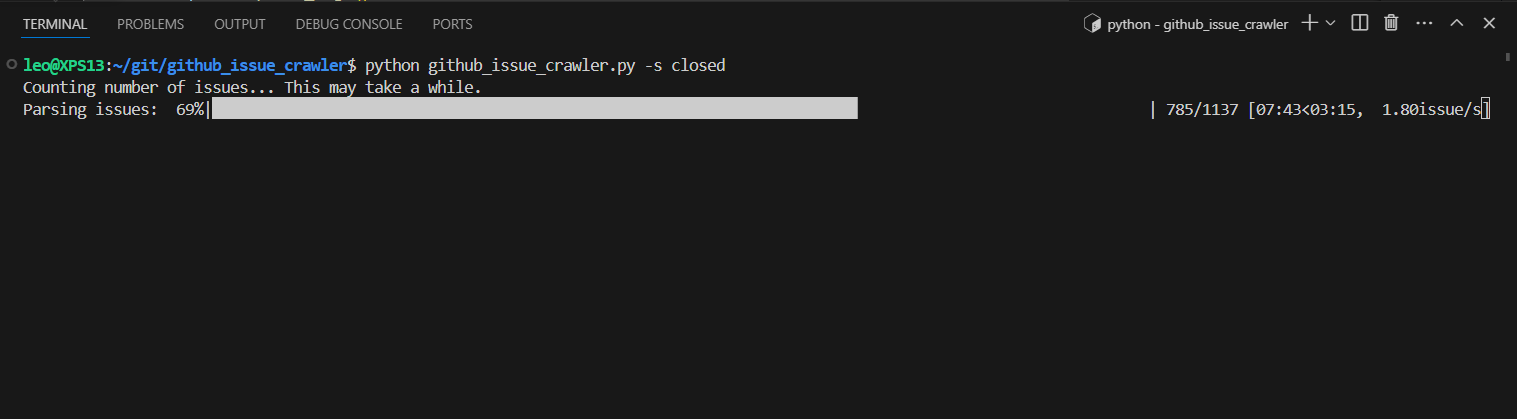 TERMINAL PROBLEMS OUTPUT DEBUG CONSOLE PORTS python - github_issue_crawler
leo@XPS13:~/git/github_issue_crawler$ python github_issue_crawler.py -s closed
Counting number of issues... This may take a while.
Parsing issues:  69%| | 785/1137 [07:43<03:15,  1.80issue/s]